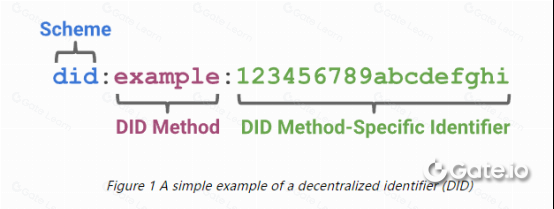 Scheme
did:example:123456789abcdefghi
DID Method DID Method-Specific Identifier
Gate.io
Figure 1 A simple example of a decentralized identifier (DID)